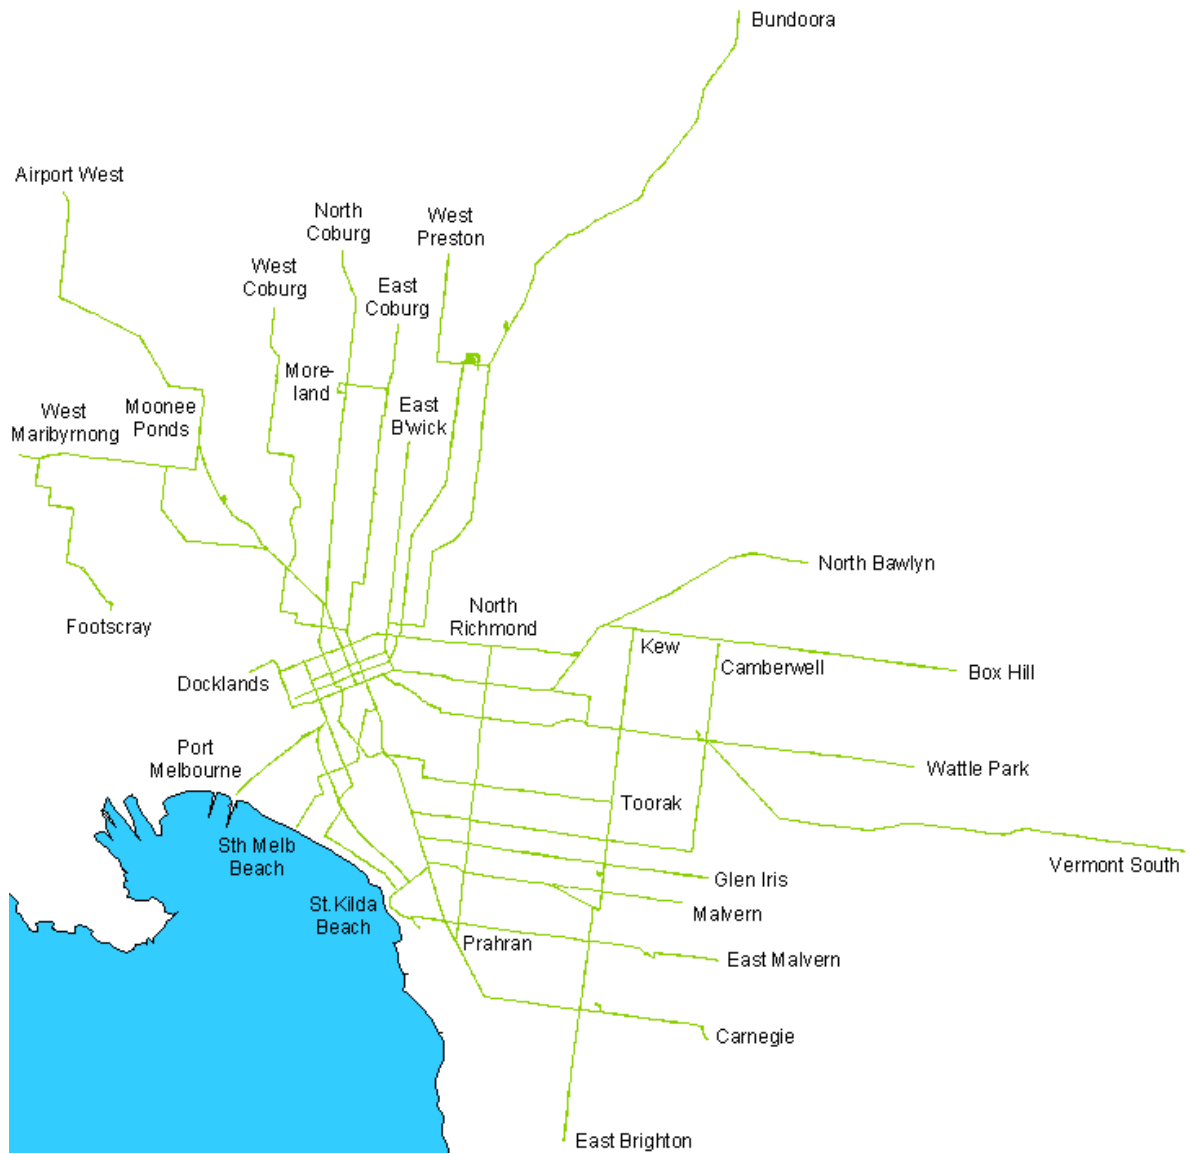 Bundoora
Airport West
North
Coburg
West
Preston
West
Coburg
East
Coburg
More-
land
West
Maribyrnong
Moonee
Ponds
East
B'wick
North Bawlyn
Footscray
North
Richmond
Kew
Camberwell
Box Hill
Docklands
Port
Melbourne
Wattle Park
Toorak
Sth Melb
Beach
Vermont South
Glen Iris
Malvern
St.Kilda
Beach
Prahran
East Malvern
Carnegie
East Brighton